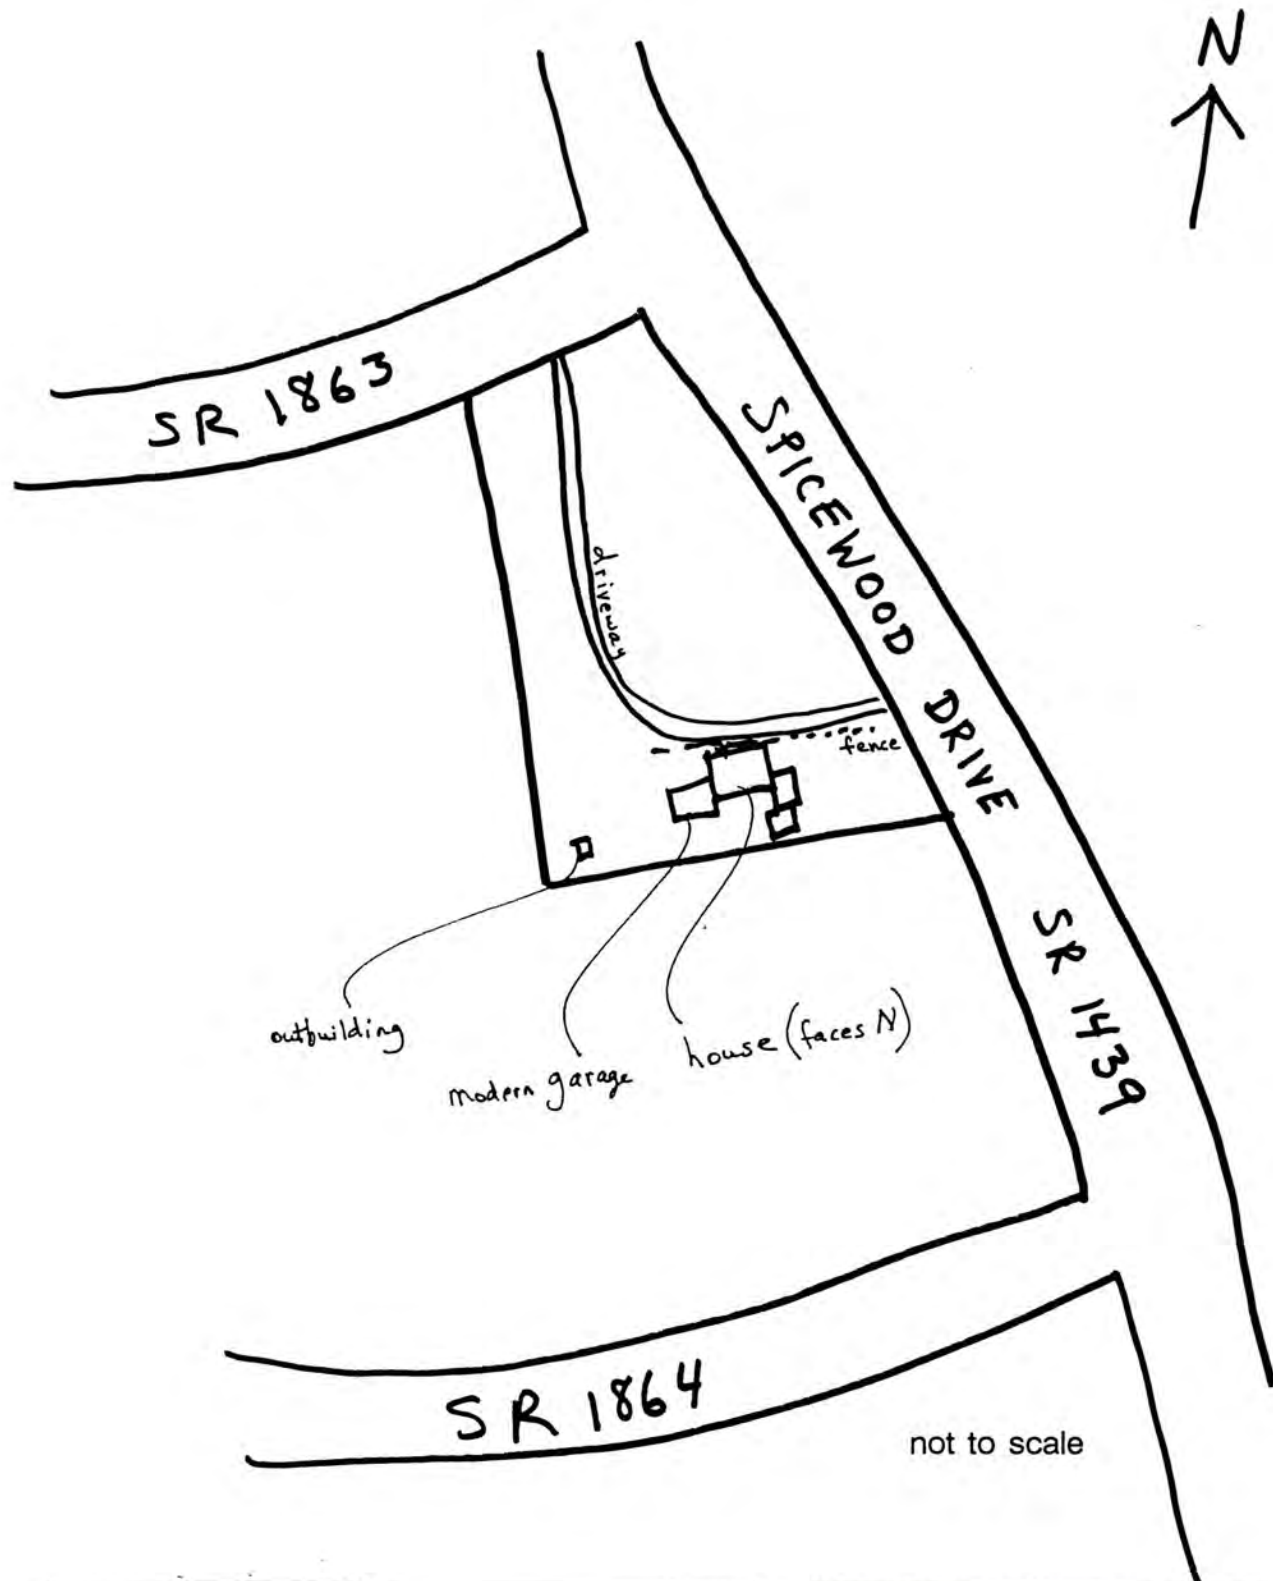 N
SR 1863
SPICEWOOD DRIVE SR 1439
driveway
fence
outbuilding
modern garage
house (faces N)
SR 1864
not to scale